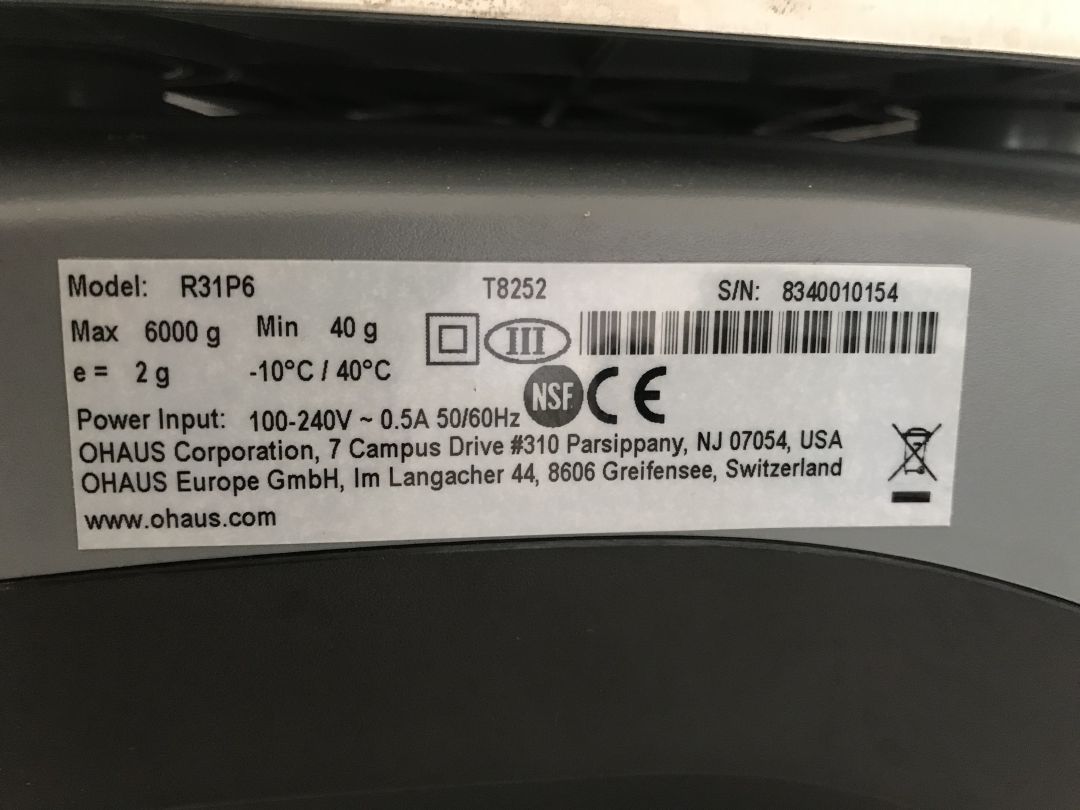 Model: R31P6 T8252 S/N: 8340010154
Max 6000 g Min 40 g
III
e = 2 g -10°C / 40°C
NSF CE
Power Input: 100-240V ~ 0.5A 50/60Hz
OHAUS Corporation, 7 Campus Drive #310 Parsippany, NJ 07054, USA
OHAUS Europe GmbH, Im Langacher 44, 8606 Greifensee, Switzerland
www.ohaus.com